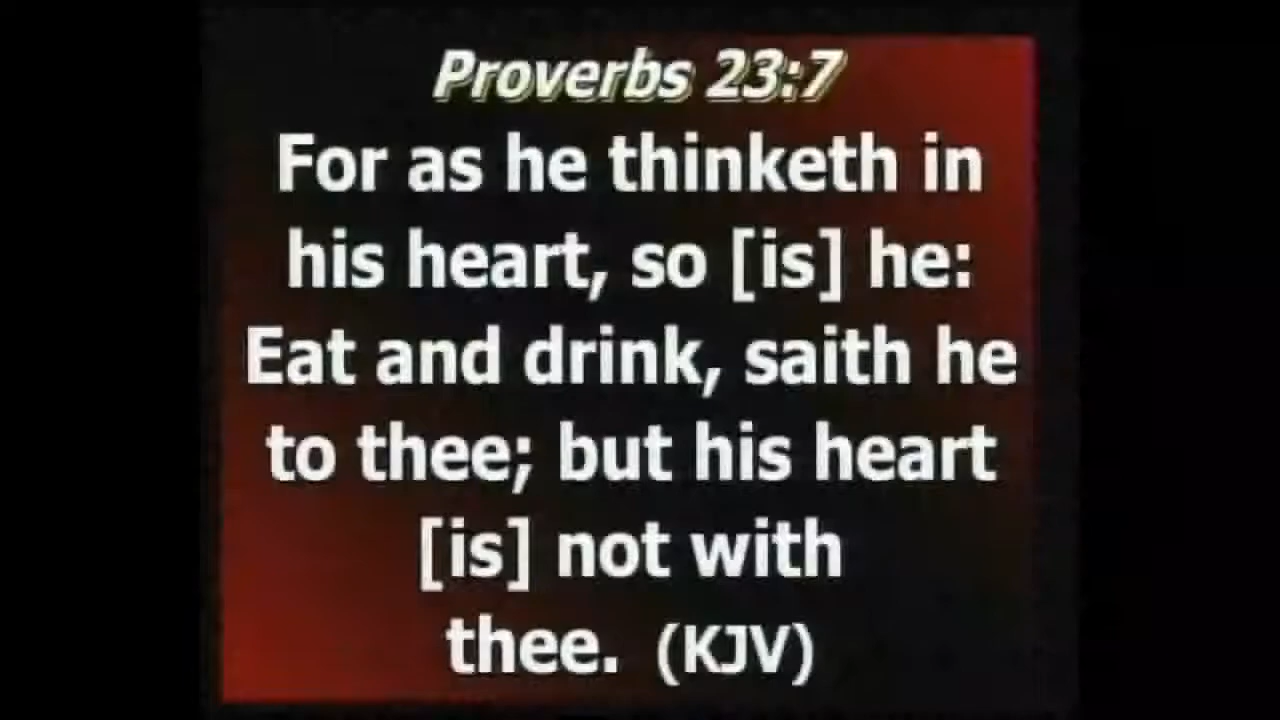 Proverbs 23:7
For as he thinketh in
his heart, so [is] he:
Eat and drink, saith he
to thee; but his heart
[is] not with
thee. (KJV)